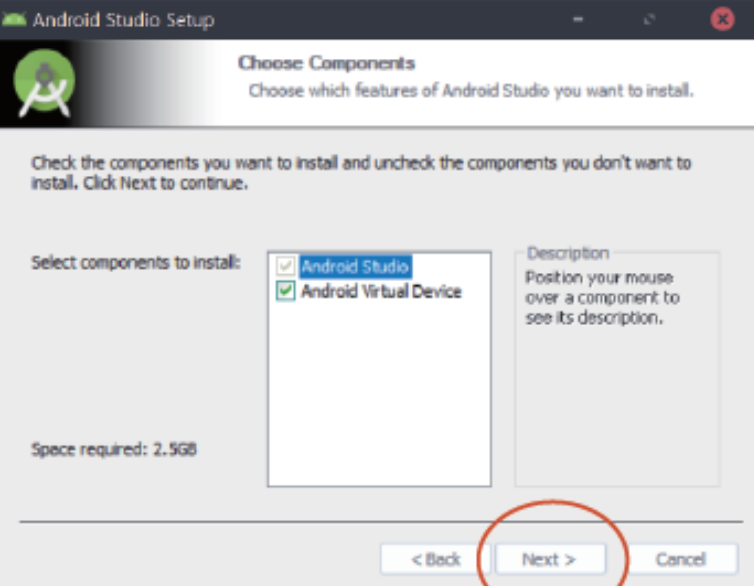 Android Studio Setup
Choose Components
Choose which features of Android Studio you want to install.
Check the components you want to install and uncheck the components you don't want to
install. Click Next to continue.
Select components to install:
Android Studio
Android Virtual Device
Description
Position your mouse
over a component to
see its description.
Space required: 2.5GB
< Back
Next >
Cancel